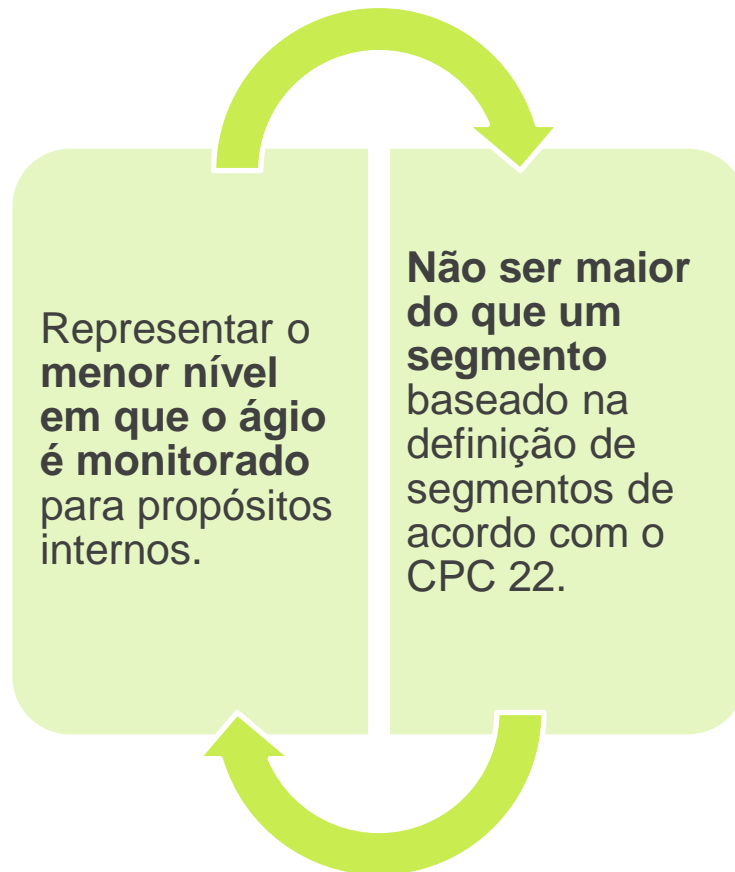 Representar o
menor nível
em que o ágio
é monitorado
para propósitos
internos.
Não ser maior
do que um
segmento
baseado na
definição de
segmentos de
acordo com o
CPC 22.